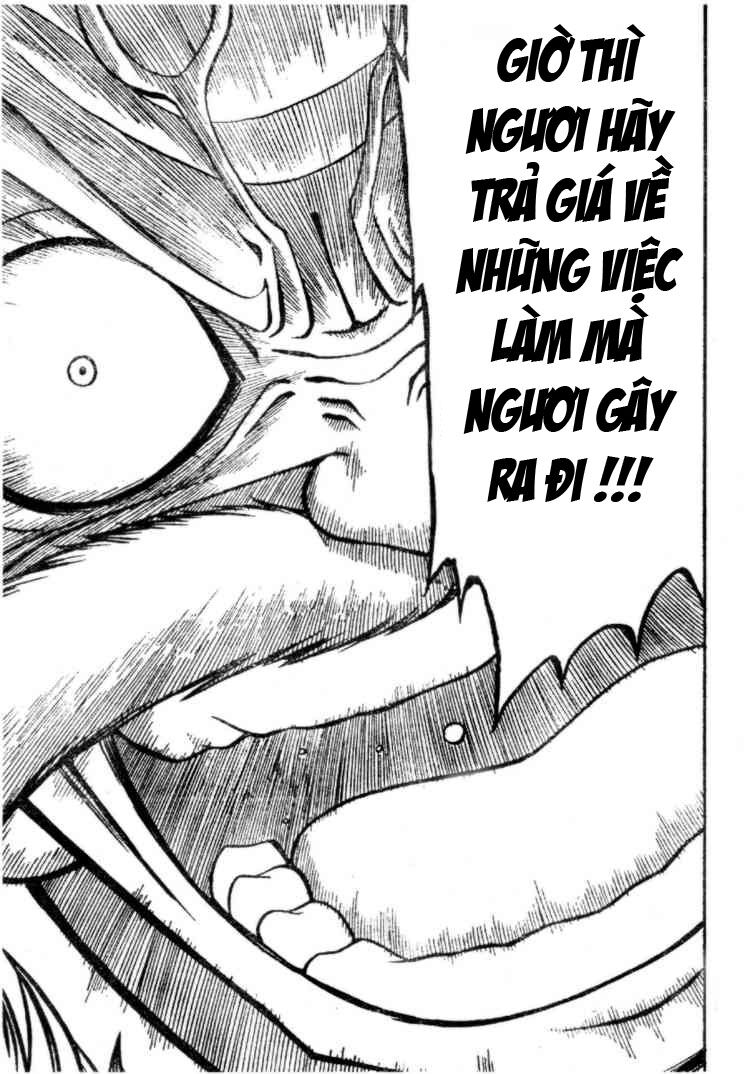 GIỜ THÌ
NGƯƠI HÃY
TRẢ GIÁ VỀ
NHỮNG VIỆC
LÀM MÀ
NGƯƠI GÂY
RA ĐI !!!